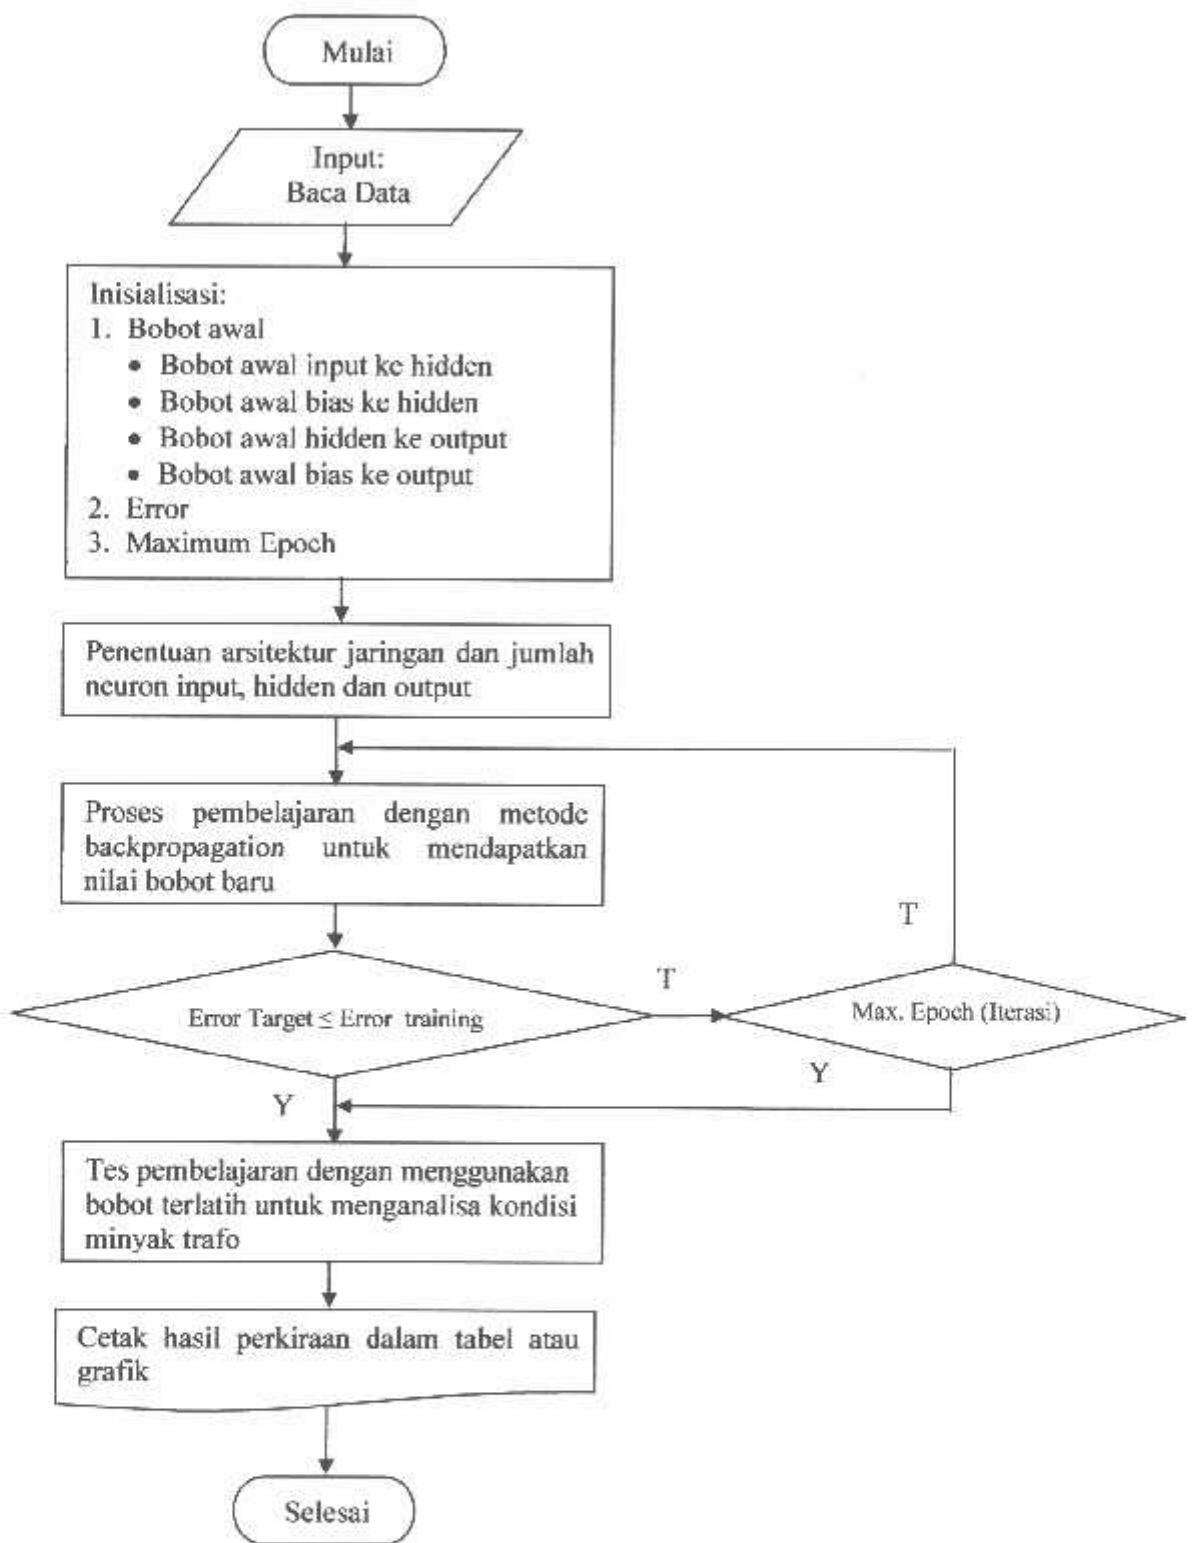 Mulai
Input:
Baca Data
Inisialisasi:
1. Bobot awal
• Bobot awal input ke hidden
• Bobot awal bias ke hidden
• Bobot awal hidden ke output
• Bobot awal bias ke output
2. Error
3. Maximum Epoch
Penentuan arsitektur jaringan dan jumlah
neuron input, hidden dan output
Proses pembelajaran dengan metode
backpropagation untuk mendapatkan
nilai bobot baru
T
T
Error Target ≤ Error training
Max. Epoch (Iterasi)
Y
Y
Tes pembelajaran dengan menggunakan
bobot terlatih untuk menganalisa kondisi
minyak trafo
Cetak hasil perkiraan dalam tabel atau
grafik
Selesai